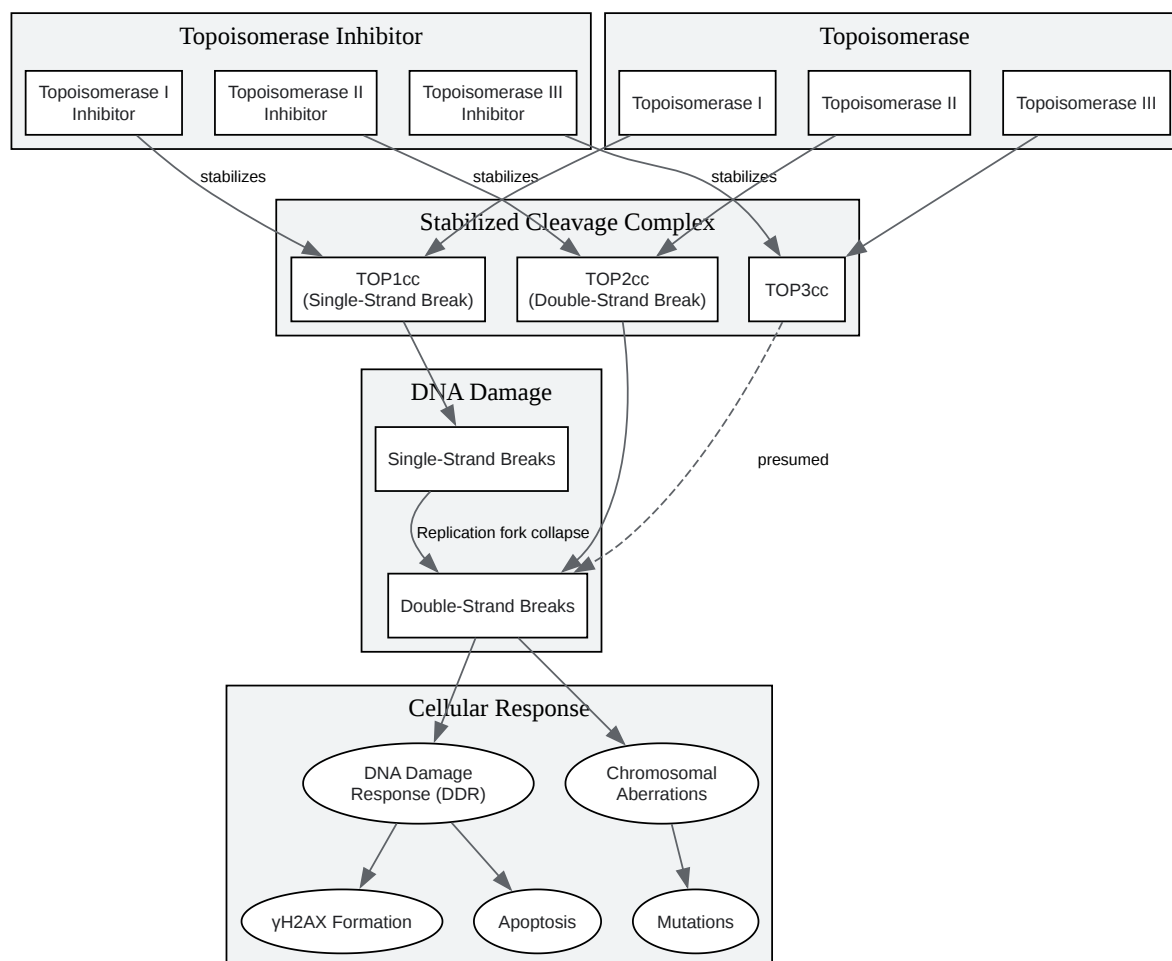 Topoisomerase Inhibitor
Topoisomerase
Topoisomerase I
Inhibitor
Topoisomerase II
Inhibitor
Topoisomerase III
Inhibitor
Topoisomerase I
Topoisomerase II
Topoisomerase III
stabilizes
stabilizes
stabilizes
Stabilized Cleavage Complex
TOP1cc
(Single-Strand Break)
TOP2cc
(Double-Strand Break)
TOP3cc
DNA Damage
Single-Strand Breaks
presumed
Replication fork collapse
Double-Strand Breaks
Cellular Response
DNA Damage
Response (DDR)
Chromosomal
Aberrations
γH2AX Formation
Apoptosis
Mutations